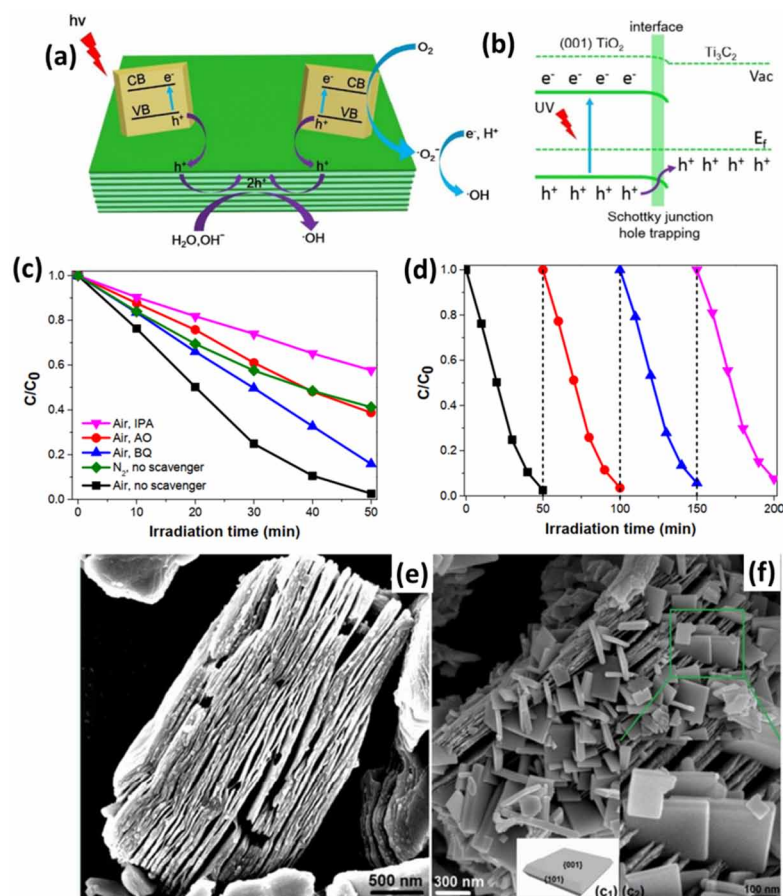 (a)
hν
CB e⁻
VB h⁺
e⁻ CB
VB
h⁺
O₂
·O₂⁻
e⁻, H⁺
·OH
h⁺ 2h⁺ h⁺
H₂O,OH⁻ ·OH
(b)
interface
(001) TiO₂ Ti₃C₂
Vac
e⁻ e⁻ e⁻ e⁻
UV
E_f
h⁺ h⁺ h⁺ h⁺
h⁺ h⁺ h⁺ h⁺
Schottky junction
hole trapping
(c)
C/C₀
1.0
0.8
0.6
0.4
0.2
0.0
Air, IPA
Air, AO
Air, BQ
N₂, no scavenger
Air, no scavenger
0 10 20 30 40 50
Irradiation time (min)
(d)
C/C₀
1.0
0.8
0.6
0.4
0.2
0.0
0 50 100 150 200
Irradiation time (min)
(e)
500 nm
(f)
300 nm
{001}
{101}
(c₁)
(c₂)
100 nm